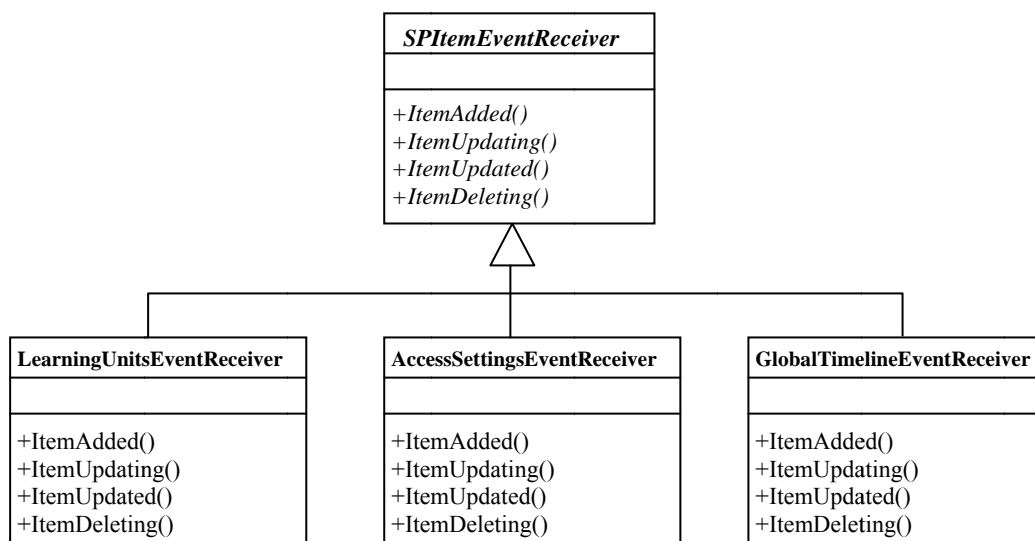 SPItemEventReceiver
+ItemAdded()
+ItemUpdating()
+ItemUpdated()
+ItemDeleting()
LearningUnitsEventReceiver
+ItemAdded()
+ItemUpdating()
+ItemUpdated()
+ItemDeleting()
AccessSettingsEventReceiver
+ItemAdded()
+ItemUpdating()
+ItemUpdated()
+ItemDeleting()
GlobalTimelineEventReceiver
+ItemAdded()
+ItemUpdating()
+ItemUpdated()
+ItemDeleting()